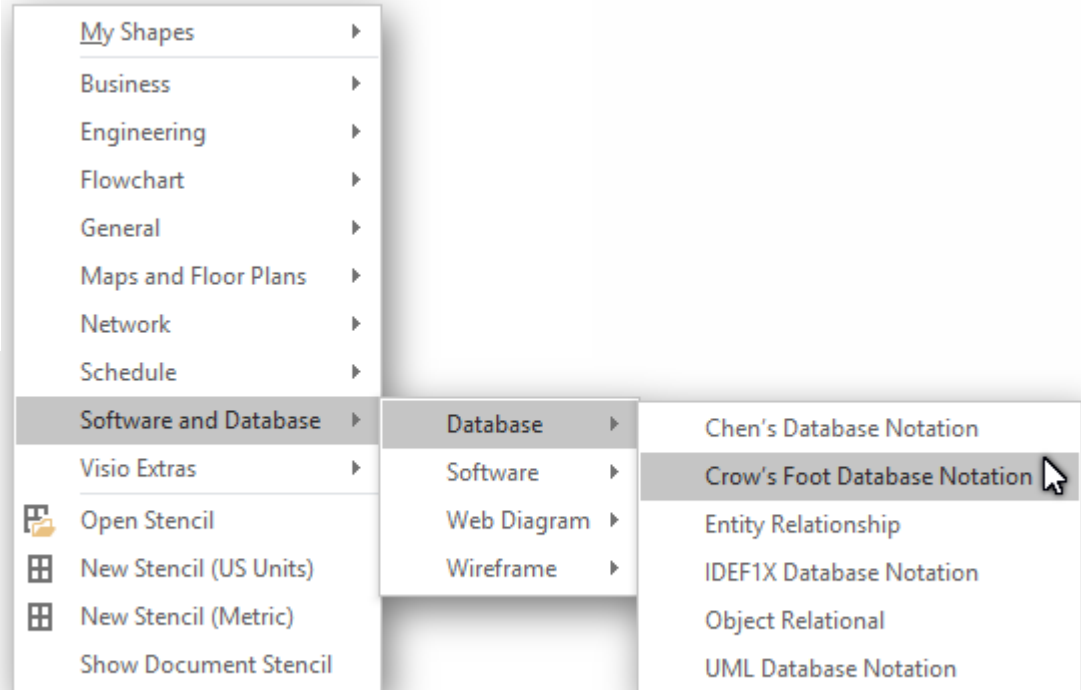 My Shapes
Business
Engineering
Flowchart
General
Maps and Floor Plans
Network
Schedule
Software and Database
Visio Extras
Open Stencil
New Stencil (US Units)
New Stencil (Metric)
Show Document Stencil
Database
Software
Web Diagram
Wireframe
Chen's Database Notation
Crow's Foot Database Notation
Entity Relationship
IDEF1X Database Notation
Object Relational
UML Database Notation